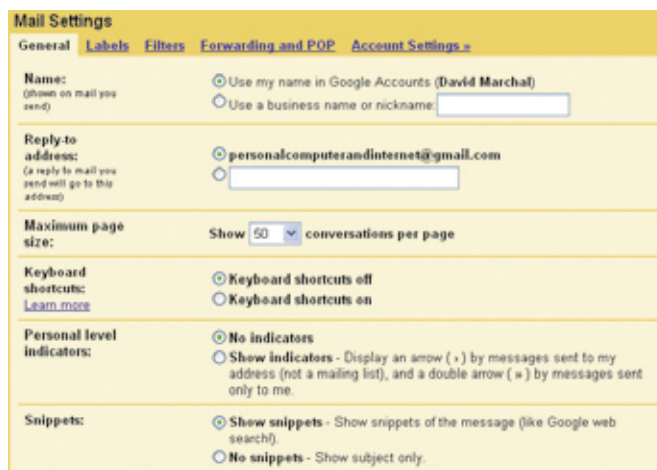 Mail Settings
General Labels Filters Forwarding and POP Account Settings »
Name:
(shown on mail you
send)
Use my name in Google Accounts (David Marchal)
Use a business name or nickname:
Reply-to
address:
(a reply to mail you
send will go to this
address)
personalcomputerandinternet@gmail.com
Maximum page
size:
Show 50 conversations per page
Keyboard
shortcuts:
Learn more
Keyboard shortcuts off
Keyboard shortcuts on
Personal level
indicators:
No indicators
Show indicators - Display an arrow ( › ) by messages sent to my
address (not a mailing list), and a double arrow ( » ) by messages sent
only to me.
Snippets:
Show snippets - Show snippets of the message (like Google web
search!).
No snippets - Show subject only.